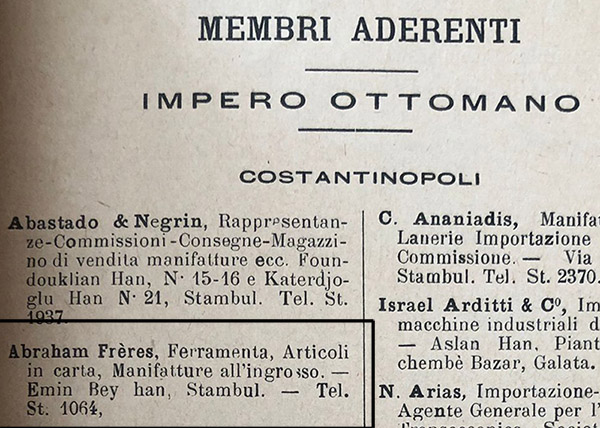 MEMBRI ADERENTI
IMPERO OTTOMANO
COSTANTINOPOLI
Abastado & Negrin, Rappresentan-
ze-Commissioni-Consegne-Magazzi-
no di vendita manifatture ecc. Foun-
douklian Han, N· 15-16 e Katerdjo-
glu Han N· 21, Stambul. Tel. St.
1937.
Abraham Frères, Ferramenta, Articoli
in carta, Manifatture all'ingrosso. —
Emin Bey han, Stambul. — Tel.
St. 1064,
C. Ananiadis, Manifat
Lanerie Importazione
Commissione. — Via
Stambul. Tel. St. 2370.
Israel Arditti & Cº, Im
macchine industriali d
— Aslan Han, Piant
chembè Bazar, Galata.
N. Arias, Importazione-
Agente Generale per l'